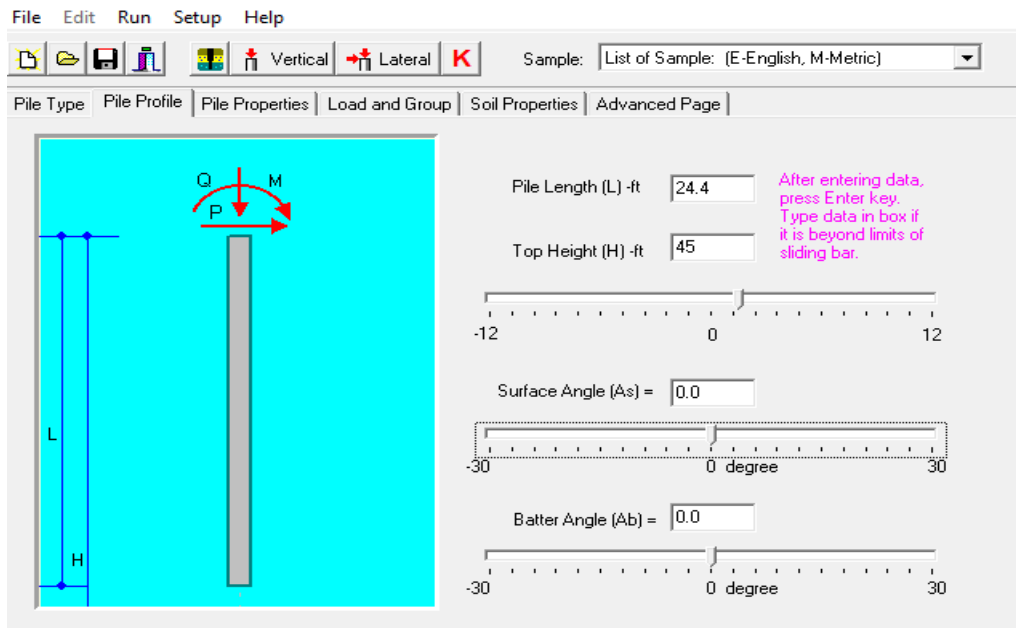 File Edit Run Setup Help
Vertical Lateral K Sample: List of Sample: (E-English, M-Metric)
Pile Type Pile Profile Pile Properties Load and Group Soil Properties Advanced Page
Q M
P
L
H
Pile Length (L) -ft 24.4
After entering data,
press Enter key.
Type data in box if
it is beyond limits of
sliding bar.
Top Height (H) -ft 45
-12 0 12
Surface Angle (As) = 0.0
-30 0 degree 30
Batter Angle (Ab) = 0.0
-30 0 degree 30